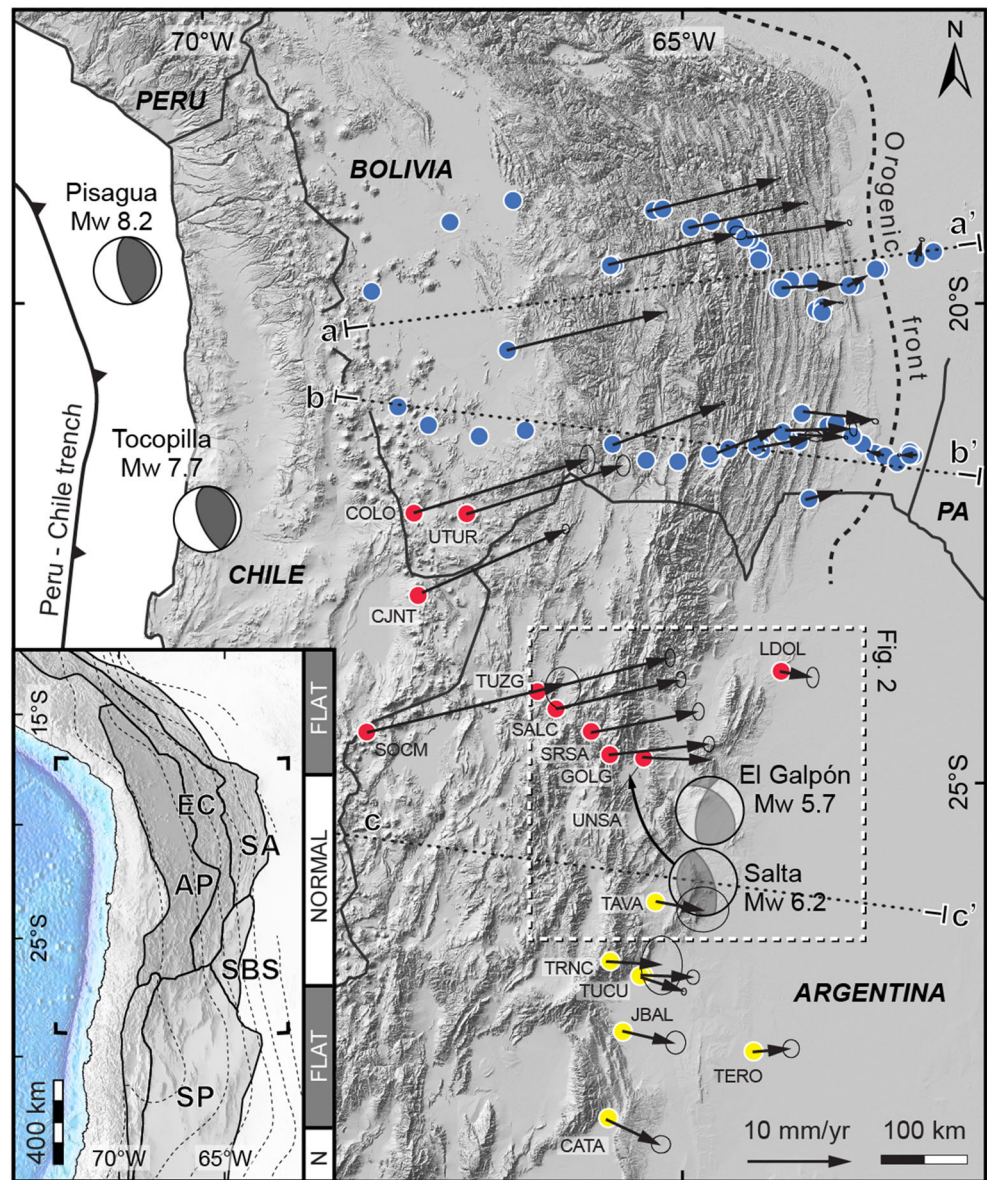 70°W
65°W
N
PERU
BOLIVIA
Pisagua
Mw 8.2
Orogenic
front
a'
a
20°S
b
b'
Tocopilla
Mw 7.7
COLO
UTUR
PA
Peru - Chile trench
CHILE
CJNT
Fig. 2
LDOL
TUZG
SALC
SOCM
SRSA
GOLG
El Galpón
Mw 5.7
25°S
UNSA
c
Salta
Mw 6.2
TAVA
c'
TRNC
TUCU
ARGENTINA
JBAL
TERO
CATA
10 mm/yr
100 km
FLAT
NORMAL
FLAT
N
15°S
EC
SA
AP
25°S
SBS
SP
400 km
70°W
65°W